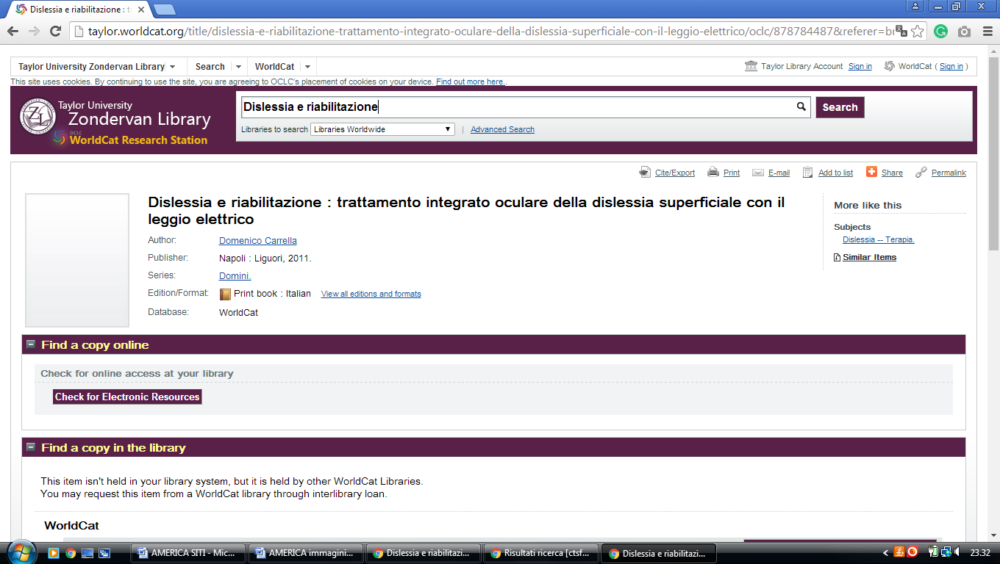 Dislessia e riabilitazione : t
taylor.worldcat.org/title/dislessia-e-riabilitazione-trattamento-integrato-oculare-della-dislessia-superficiale-con-il-leggio-elettrico/oclc/878784487&referer=br
Taylor University Zondervan Library Search WorldCat Taylor Library Account Sign in WorldCat ( Sign in )
This site uses cookies. By continuing to use the site, you are agreeing to OCLC's placement of cookies on your device. Find out more here..
Taylor University
Zondervan Library
OCLC
WorldCat Research Station
Dislessia e riabilitazione Search
Libraries to search Libraries Worldwide | Advanced Search
Cite/Export Print E-mail Add to list Share Permalink
Dislessia e riabilitazione : trattamento integrato oculare della dislessia superficiale con il
leggio elettrico
Author: Domenico Carrella
Publisher: Napoli : Liguori, 2011.
Series: Domini.
Edition/Format: Print book : Italian View all editions and formats
Database: WorldCat
More like this
Subjects
Dislessia -- Terapia.
Similar Items
Find a copy online
Check for online access at your library
Check for Electronic Resources
Find a copy in the library
This item isn't held in your library system, but it is held by other WorldCat Libraries.
You may request this item from a WorldCat library through interlibrary loan.
WorldCat
AMERICA SITI - Mic... AMERICA immagini... Dislessia e riabilitazi... Risultati ricerca [ctsf... Dislessia e riabilitazi... 23.32